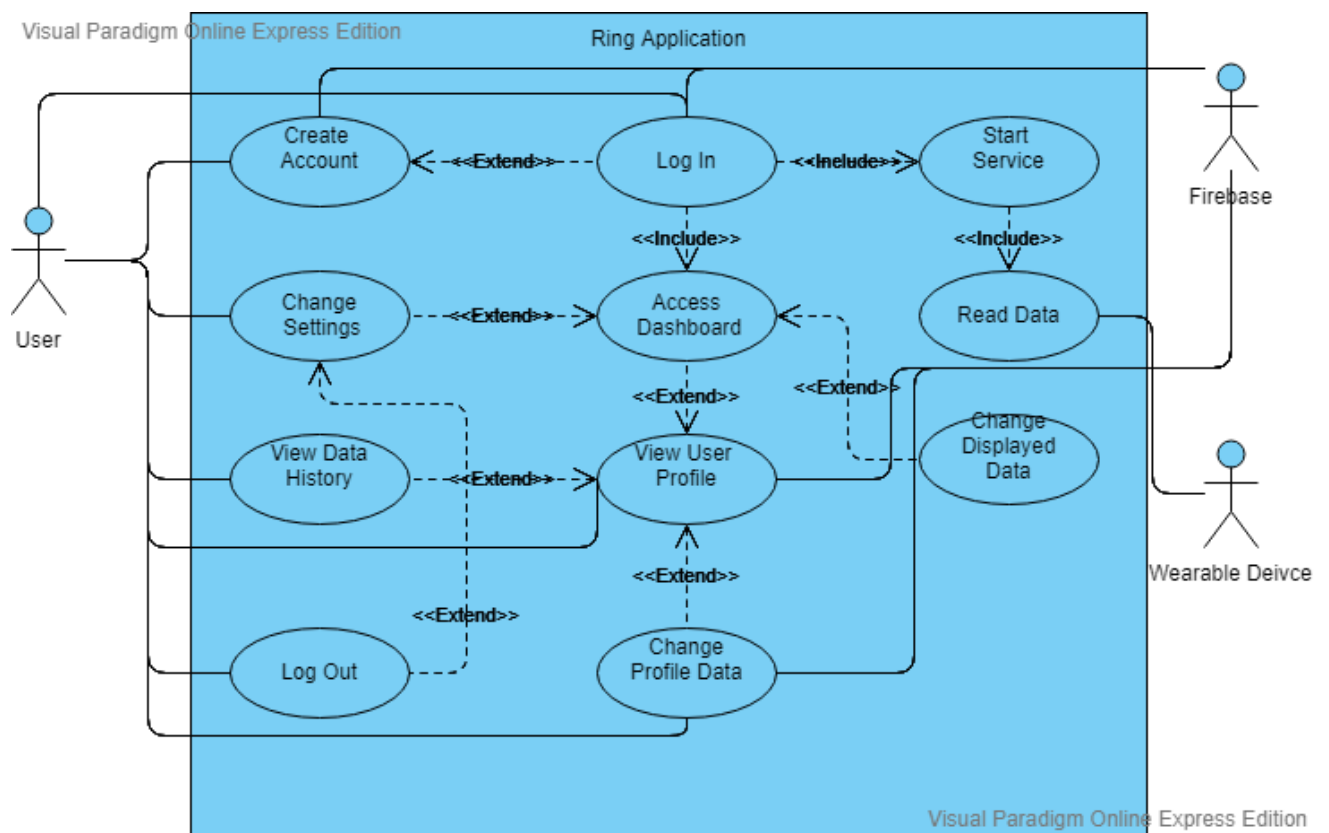 Visual Paradigm Online Express Edition
Ring Application
Create
Account
<<Extend>>
Log In
<<Include>>
Start
Service
Firebase
<<Include>>
<<Include>>
User
Change
Settings
<<Extend>>
Access
Dashboard
Read Data
<<Extend>>
<<Extend>>
View Data
History
<<Extend>>
View User
Profile
Change
Displayed
Data
Wearable Deivce
<<Extend>>
<<Extend>>
Log Out
Change
Profile Data
Visual Paradigm Online Express Edition